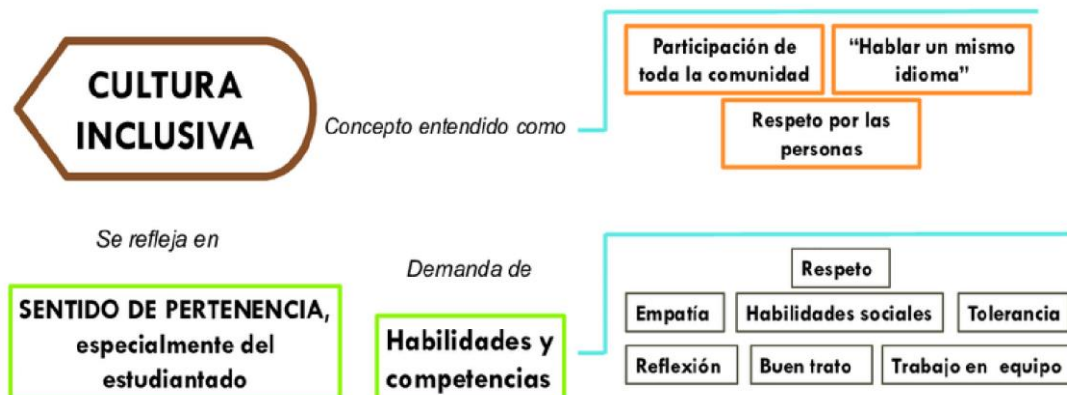 CULTURA
INCLUSIVA
Concepto entendido como
Participación de
toda la comunidad
“Hablar un mismo
idioma”
Respeto por las
personas
Se refleja en
SENTIDO DE PERTENENCIA,
especialmente del
estudiantado
Demanda de
Habilidades y
competencias
Respeto
Empatía
Habilidades sociales
Tolerancia
Reflexión
Buen trato
Trabajo en equipo